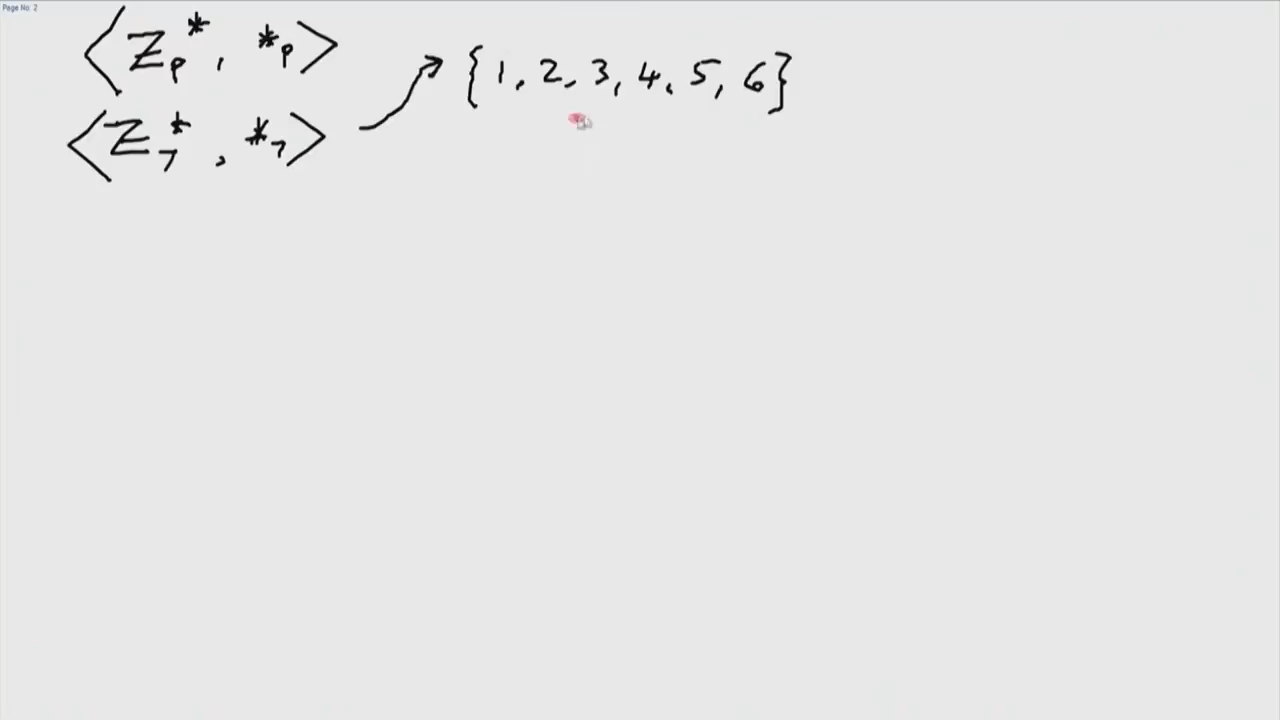 Page No: 2
<Z_p^*, *_p>
<Z_7^*, *_7> → {1, 2, 3, 4, 5, 6}